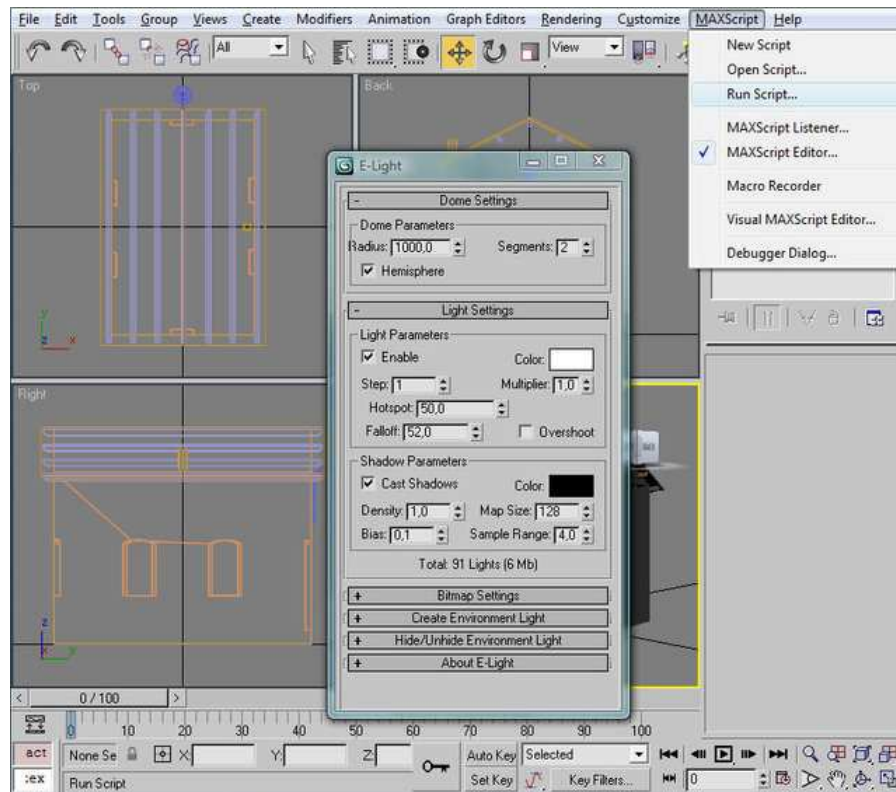 File Edit Tools Group Views Create Modifiers Animation Graph Editors Rendering Customize MAXScript Help
All
View
New Script
Open Script...
Run Script...
MAXScript Listener...
MAXScript Editor...
Macro Recorder
Visual MAXScript Editor...
Debugger Dialog...
Top
Back
E-Light
- Dome Settings
Dome Parameters
Radius: 1000,0 Segments: 2
Hemisphere
- Light Settings
Light Parameters
Enable Color:
Step: 1 Multiplier: 1,0
Hotspot: 50,0
Falloff: 52,0 Overshoot
Shadow Parameters
Cast Shadows Color:
Density: 1,0 Map Size: 128
Bias: 0,1 Sample Range: 4,0
Total: 91 Lights (6 Mb)
+ Bitmap Settings
+ Create Environment Light
+ Hide/Unhide Environment Light
+ About E-Light
y
z x
Right
z
x y
< 0 / 100 >
0 10 20 30 40 50 60 70 80 90 100
act None Se X: Y: Z: Auto Key Selected
:ex Run Script Set Key Key Filters... 0